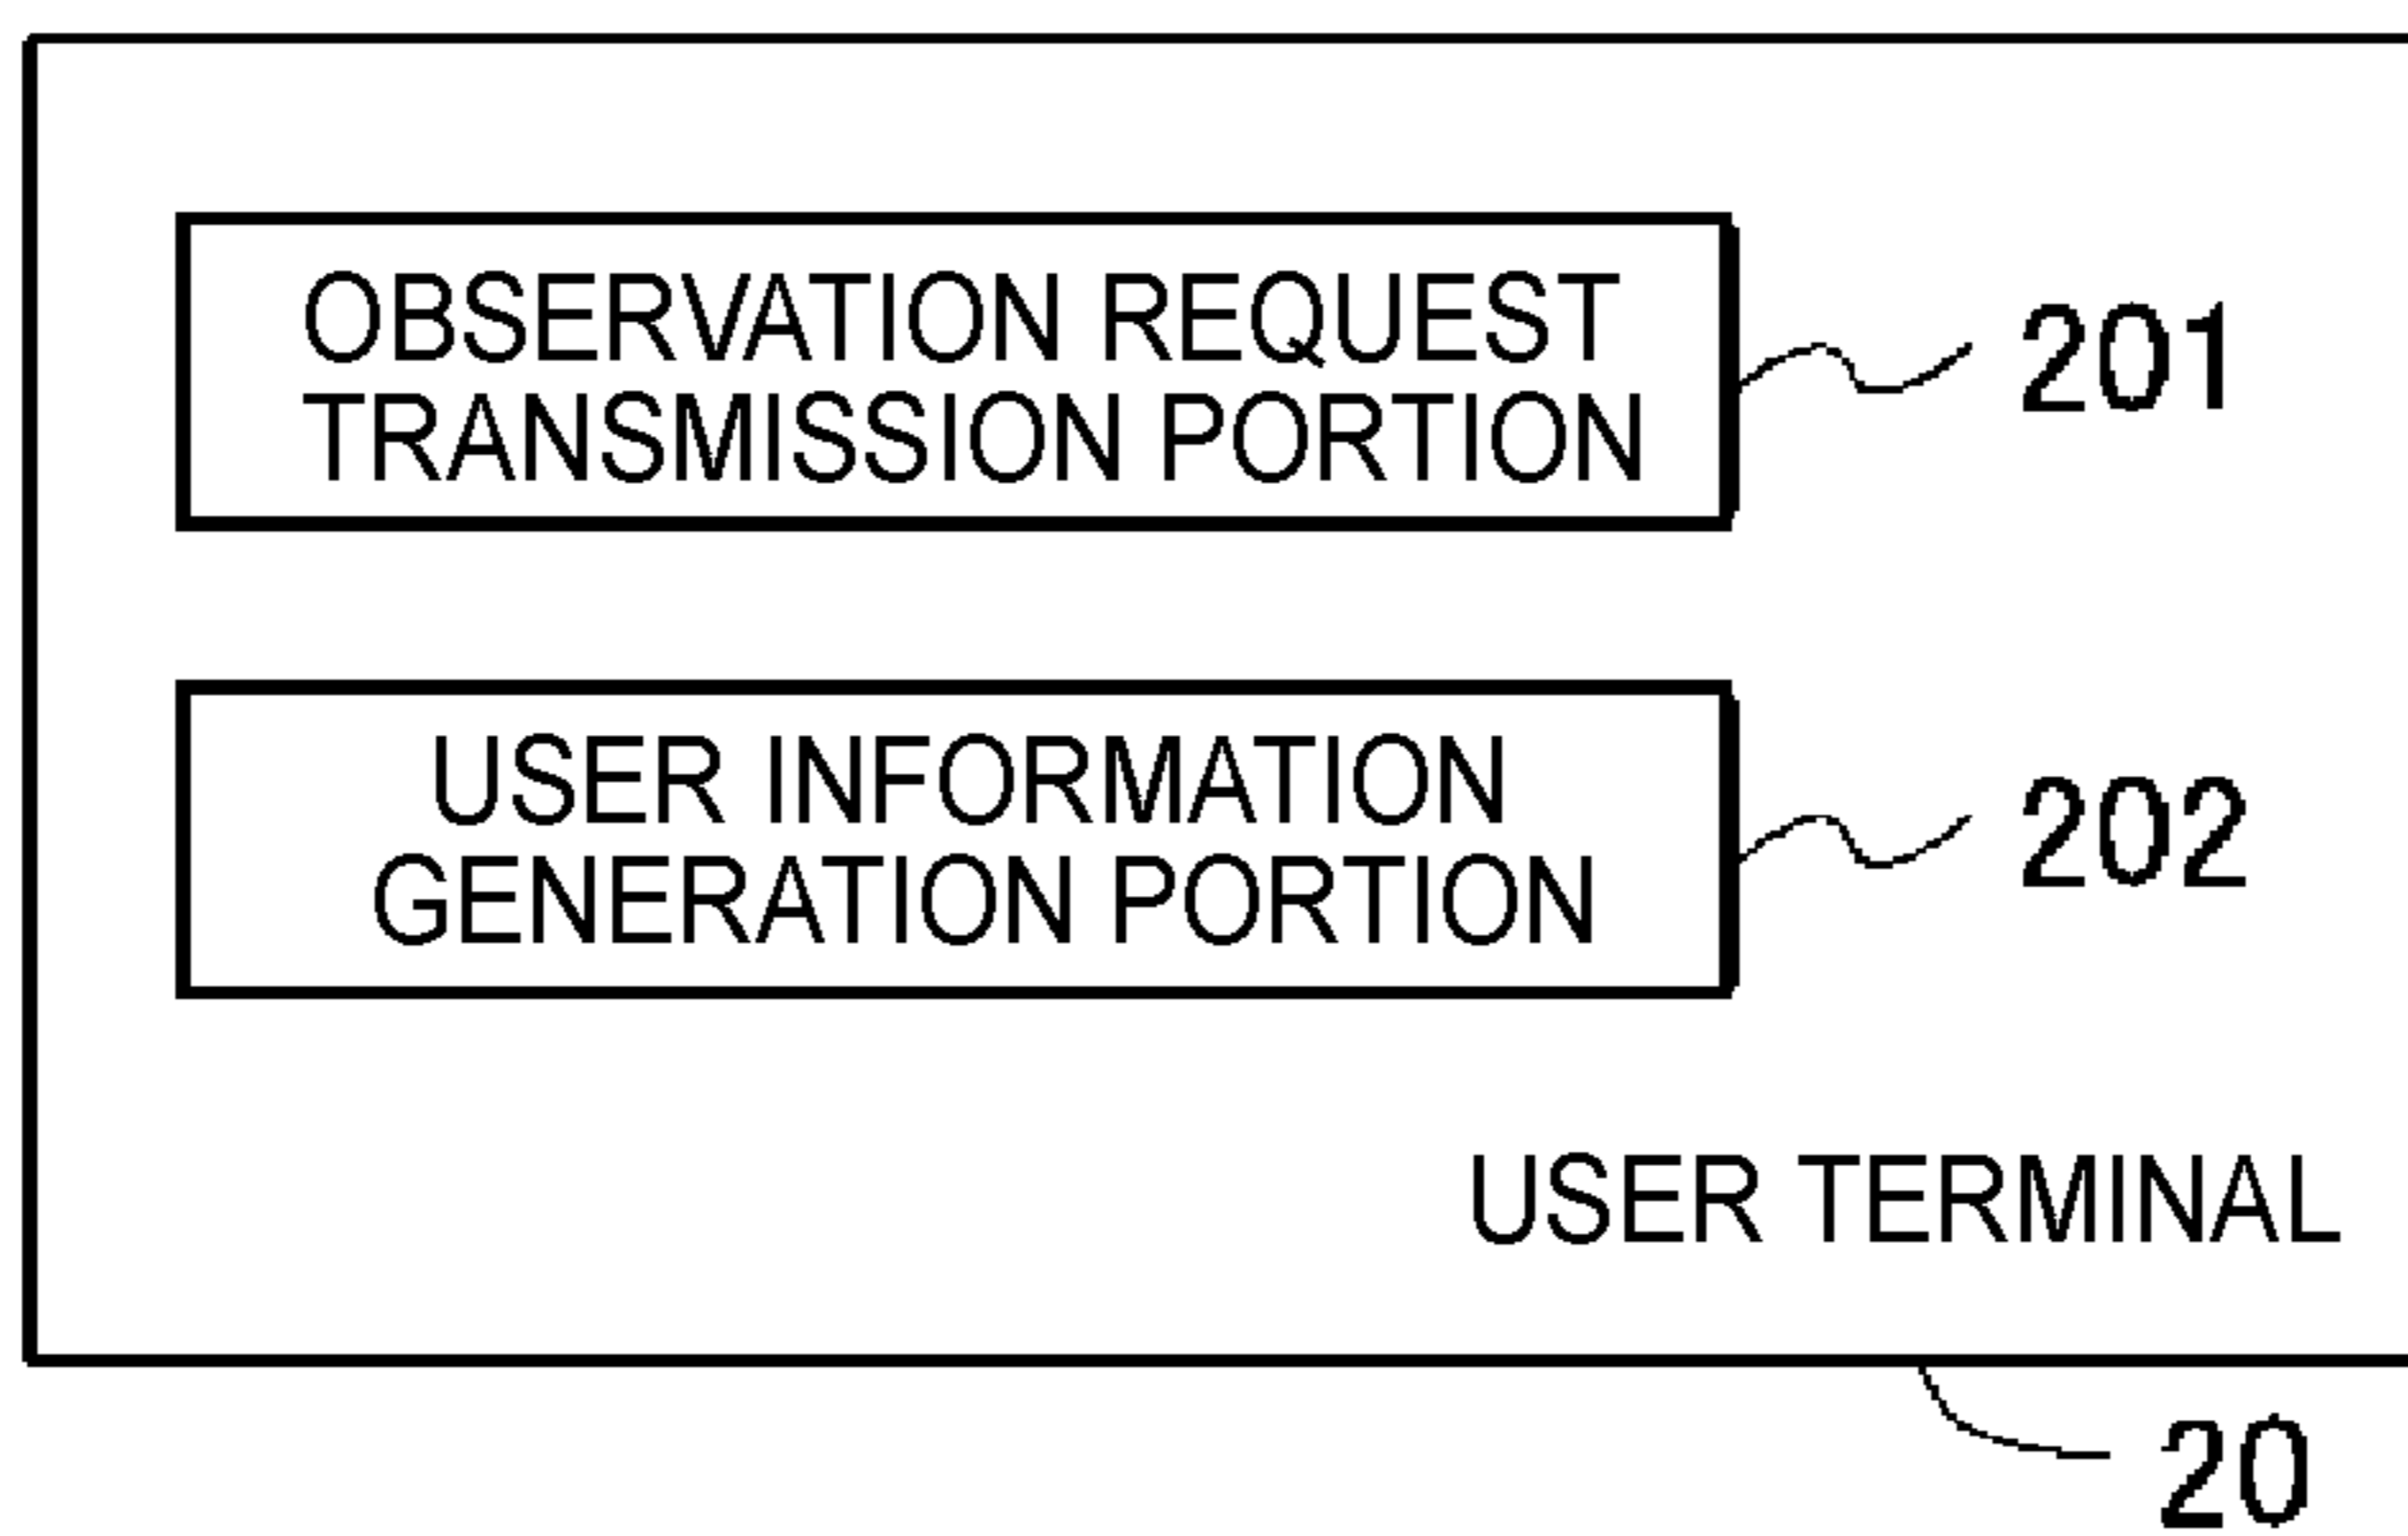 OBSERVATION REQUEST
TRANSMISSION PORTION
201
USER INFORMATION
GENERATION PORTION
202
USER TERMINAL
20